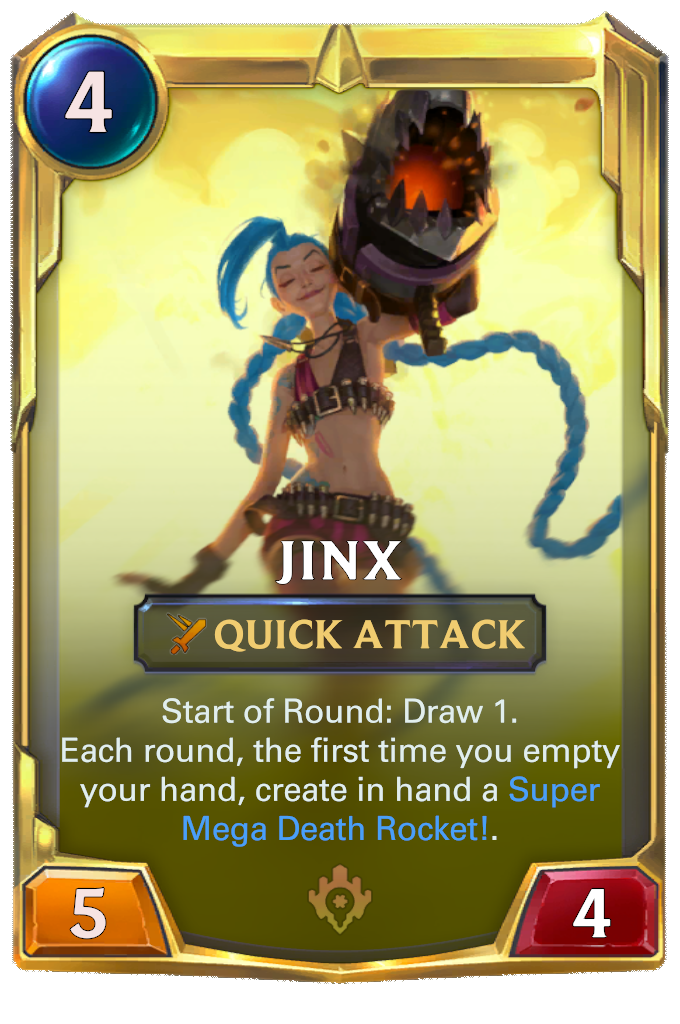 4
JINX
QUICK ATTACK
Start of Round: Draw 1.
Each round, the first time you empty
your hand, create in hand a Super
Mega Death Rocket!.
5
4